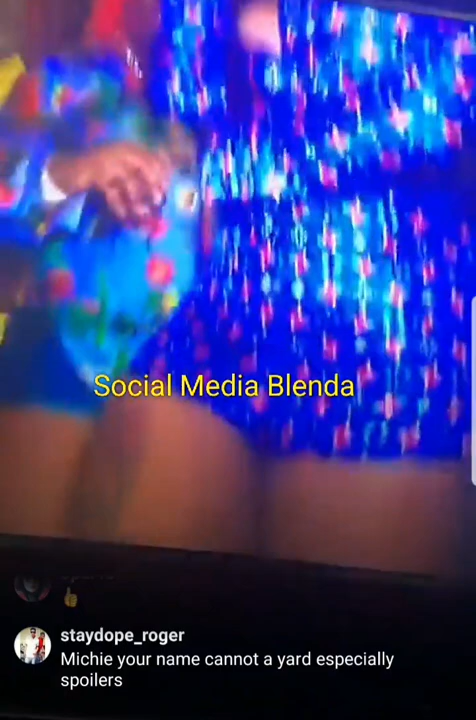 Social Media Blenda
staydope_roger
Michie your name cannot a yard especially
spoilers